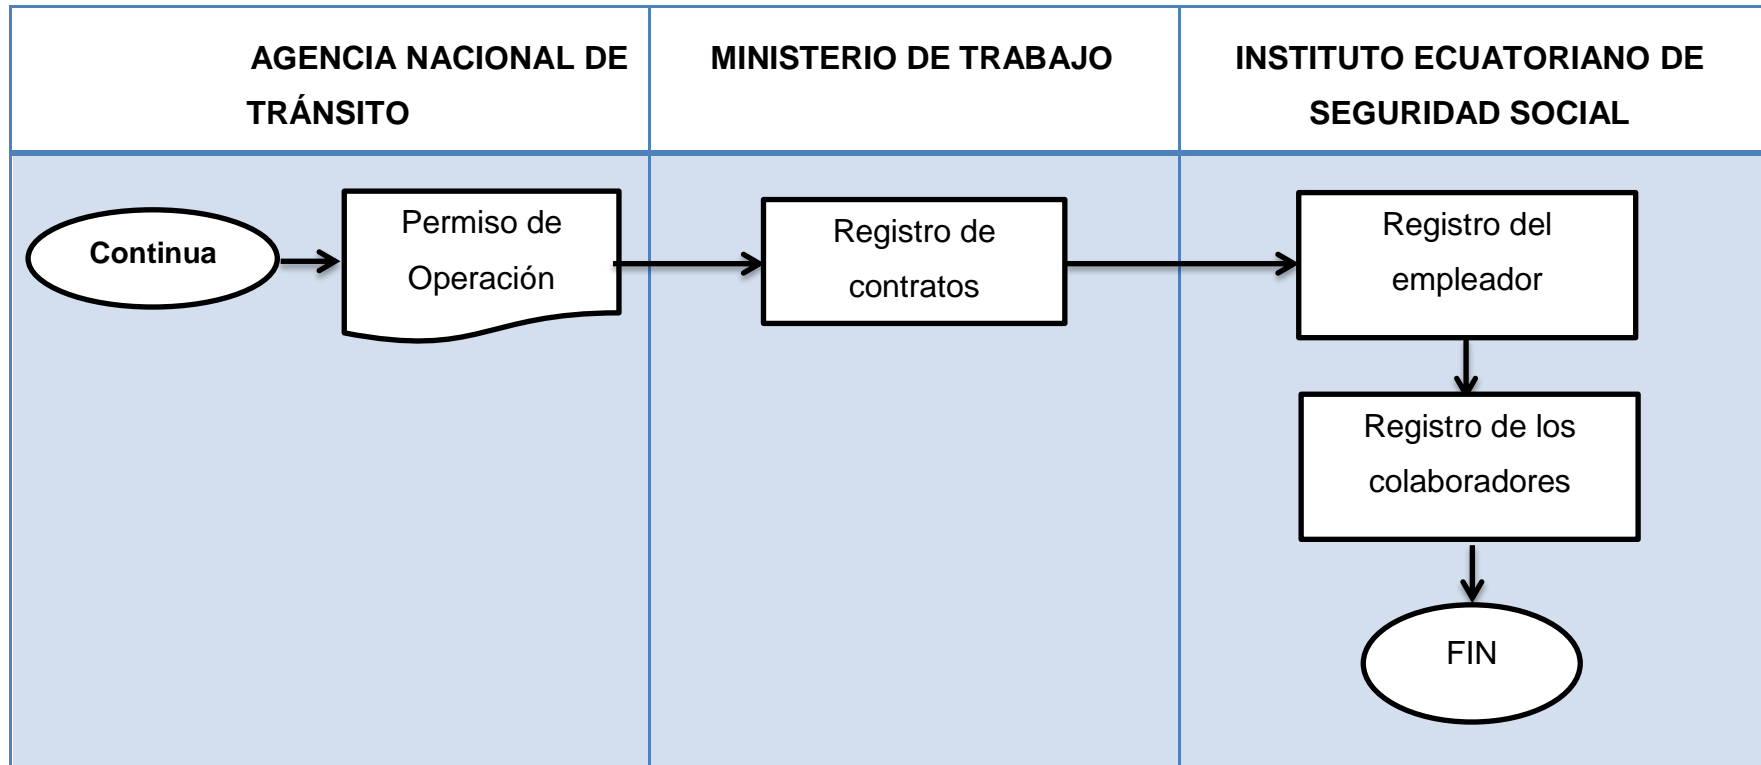 AGENCIA NACIONAL DE
TRÁNSITO
MINISTERIO DE TRABAJO
INSTITUTO ECUATORIANO DE
SEGURIDAD SOCIAL
Continua
Permiso de
Operación
Registro de
contratos
Registro del
empleador
Registro de los
colaboradores
FIN